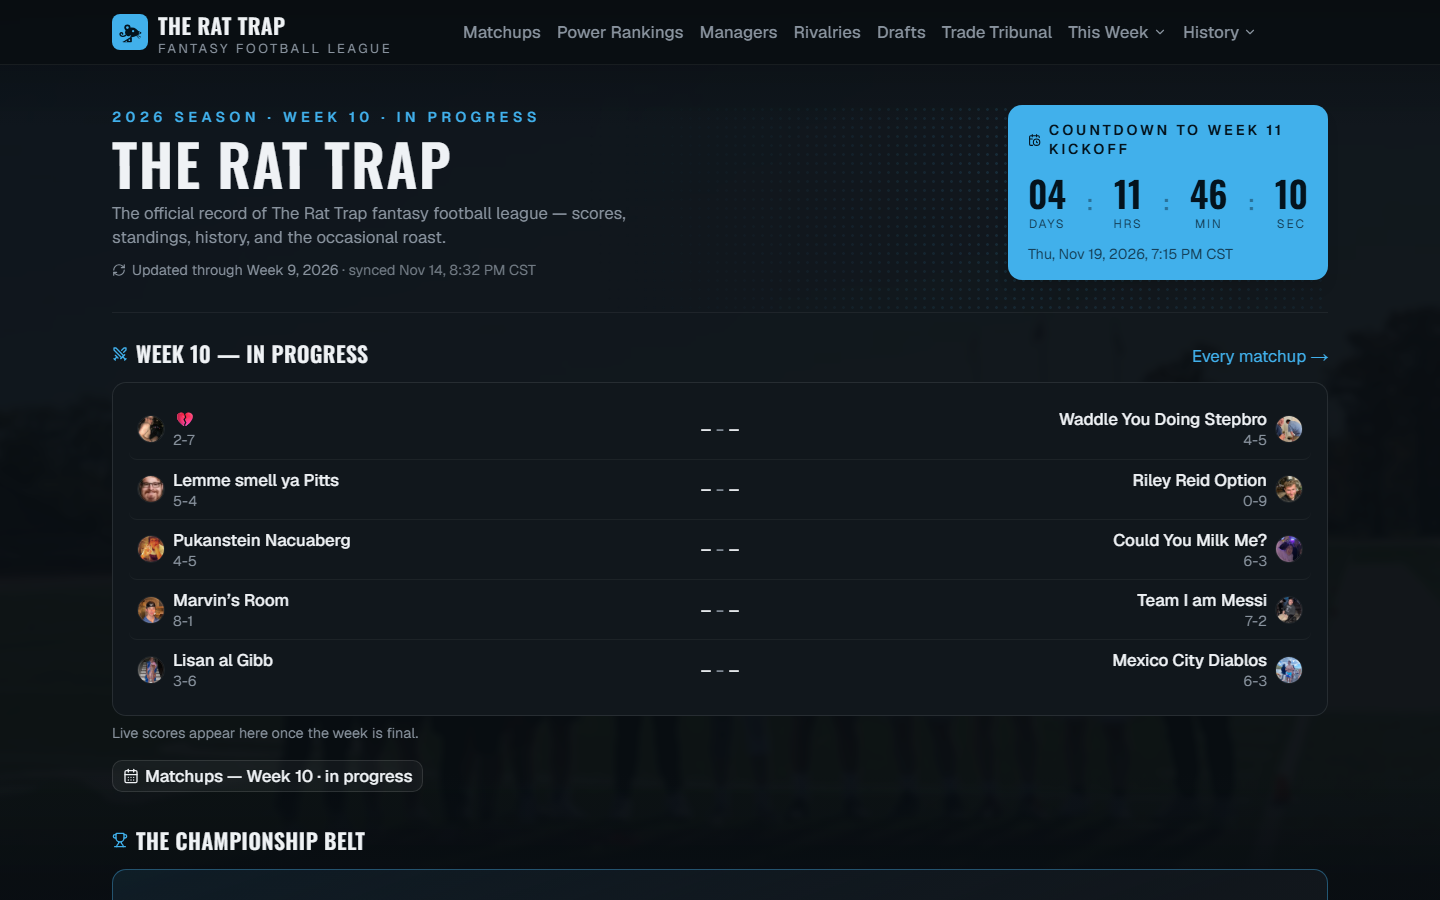 THE RAT TRAP
FANTASY FOOTBALL LEAGUE
Matchups
Power Rankings
Managers
Rivalries
Drafts
Trade Tribunal
This Week
History
2026 SEASON · WEEK 10 · IN PROGRESS
THE RAT TRAP
The official record of The Rat Trap fantasy football league — scores,
standings, history, and the occasional roast.
Updated through Week 9, 2026 · synced Nov 14, 8:32 PM CST
COUNTDOWN TO WEEK 11
KICKOFF
04 : 11 : 46 : 10
DAYS HRS MIN SEC
Thu, Nov 19, 2026, 7:15 PM CST
WEEK 10 — IN PROGRESS
Every matchup →
💔 – - – Waddle You Doing Stepbro
2-7 4-5
Lemme smell ya Pitts – - – Riley Reid Option
5-4 0-9
Pukanstein Nacuaberg – - – Could You Milk Me?
4-5 6-3
Marvin’s Room – - – Team I am Messi
8-1 7-2
Lisan al Gibb – - – Mexico City Diablos
3-6 6-3
Live scores appear here once the week is final.
Matchups — Week 10 · in progress
THE CHAMPIONSHIP BELT